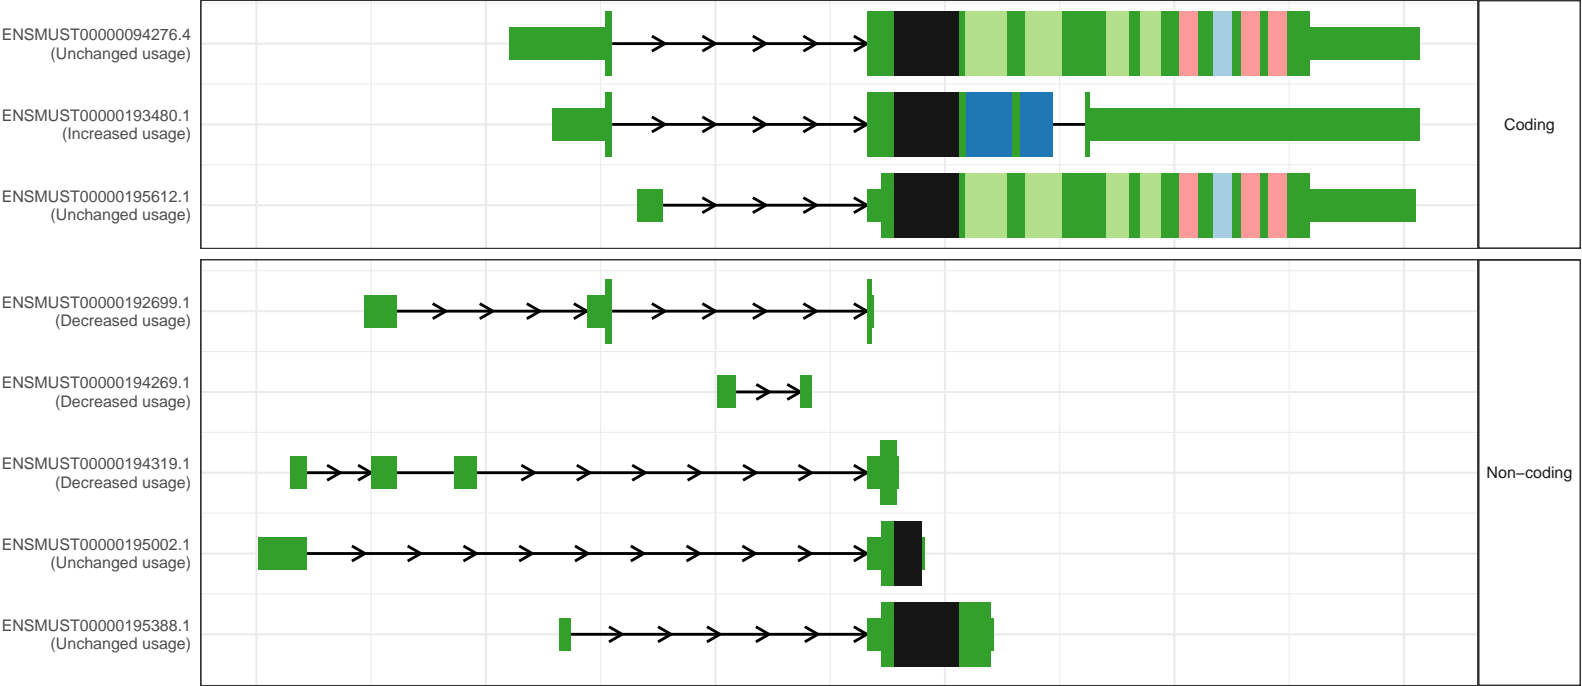 ENSMUST00000094276.4
(Unchanged usage)
ENSMUST00000193480.1
(Increased usage)
ENSMUST00000195612.1
(Unchanged usage)
Coding
ENSMUST00000192699.1
(Decreased usage)
ENSMUST00000194269.1
(Decreased usage)
ENSMUST00000194319.1
(Decreased usage)
ENSMUST00000195002.1
(Unchanged usage)
ENSMUST00000195388.1
(Unchanged usage)
Non−coding